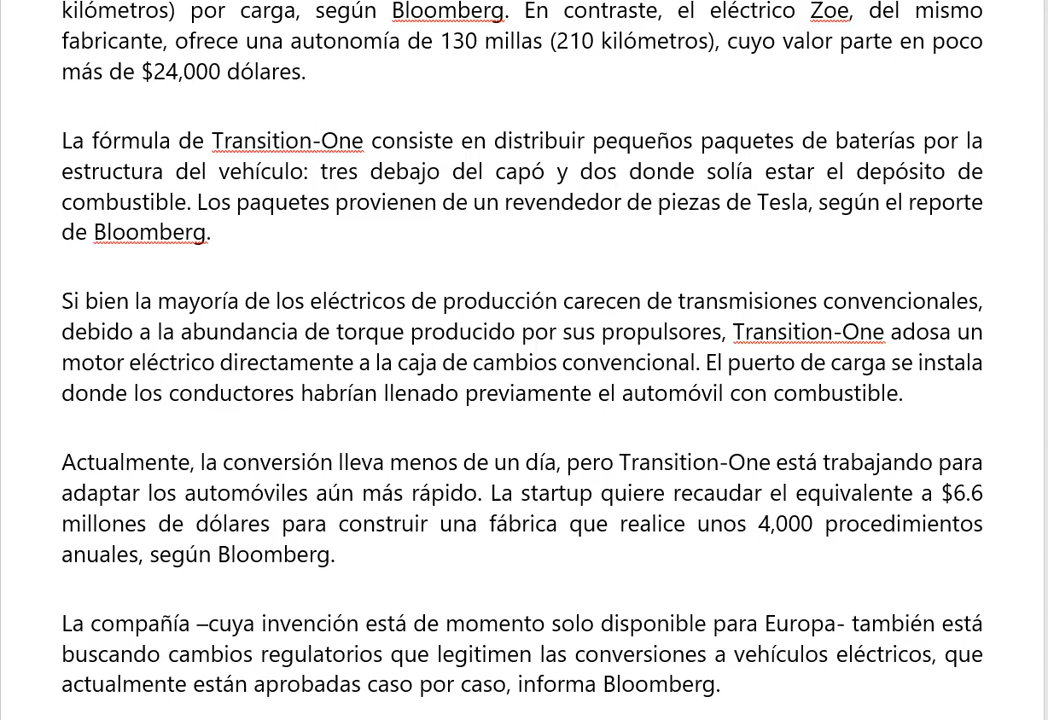 kilómetros) por carga, según Bloomberg. En contraste, el eléctrico Zoe, del mismo
fabricante, ofrece una autonomía de 130 millas (210 kilómetros), cuyo valor parte en poco
más de $24,000 dólares.
La fórmula de Transition-One consiste en distribuir pequeños paquetes de baterías por la
estructura del vehículo: tres debajo del capó y dos donde solía estar el depósito de
combustible. Los paquetes provienen de un revendedor de piezas de Tesla, según el reporte
de Bloomberg.
Si bien la mayoría de los eléctricos de producción carecen de transmisiones convencionales,
debido a la abundancia de torque producido por sus propulsores, Transition-One adosa un
motor eléctrico directamente a la caja de cambios convencional. El puerto de carga se instala
donde los conductores habrían llenado previamente el automóvil con combustible.
Actualmente, la conversión lleva menos de un día, pero Transition-One está trabajando para
adaptar los automóviles aún más rápido. La startup quiere recaudar el equivalente a $6.6
millones de dólares para construir una fábrica que realice unos 4,000 procedimientos
anuales, según Bloomberg.
La compañía –cuya invención está de momento solo disponible para Europa- también está
buscando cambios regulatorios que legitimen las conversiones a vehículos eléctricos, que
actualmente están aprobadas caso por caso, informa Bloomberg.